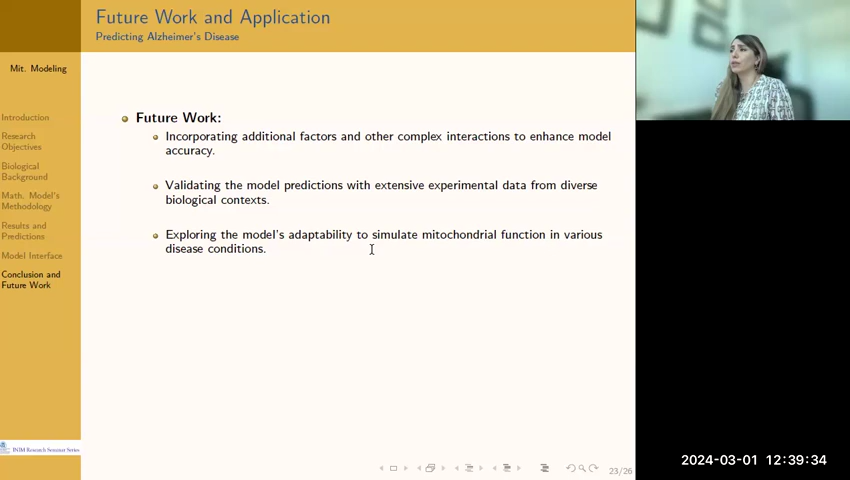 Future Work and Application
Predicting Alzheimer's Disease
Mit. Modeling
Introduction
Research
Objectives
Biological
Background
Math. Model's
Methodology
Results and
Predictions
Model Interface
Conclusion and
Future Work
Future Work:
Incorporating additional factors and other complex interactions to enhance model
accuracy.
Validating the model predictions with extensive experimental data from diverse
biological contexts.
Exploring the model's adaptability to simulate mitochondrial function in various
disease conditions.
Research Seminar Series
23/26
2024-03-01 12:39:34